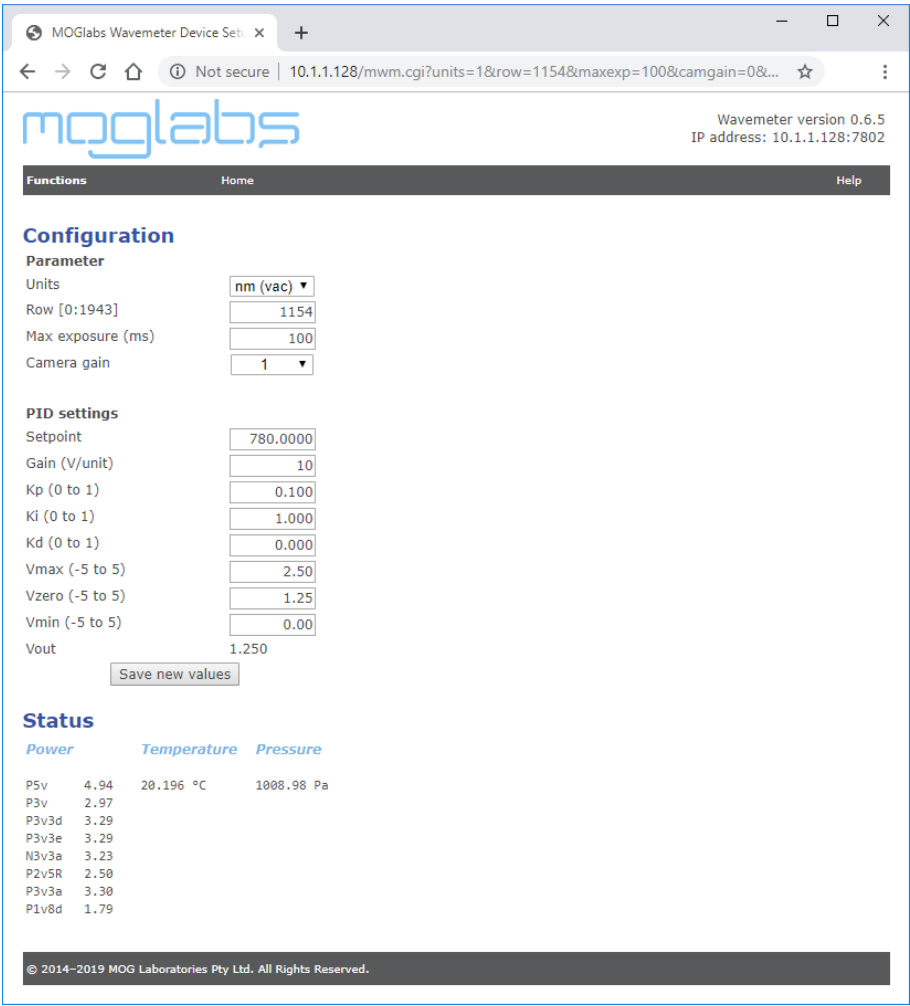 MOGlabs Wavemeter Device Set
Not secure | 10.1.1.128/mwm.cgi?units=1&row=1154&maxexp=100&camgain=0&...
moglabs
Wavemeter version 0.6.5
IP address: 10.1.1.128:7802
Functions Home Help
Configuration
Parameter
Units nm (vac)
Row [0:1943] 1154
Max exposure (ms) 100
Camera gain 1
PID settings
Setpoint 780.0000
Gain (V/unit) 10
Kp (0 to 1) 0.100
Ki (0 to 1) 1.000
Kd (0 to 1) 0.000
Vmax (-5 to 5) 2.50
Vzero (-5 to 5) 1.25
Vmin (-5 to 5) 0.00
Vout 1.250
Save new values
Status
Power Temperature Pressure
P5v 4.94 20.196 °C 1008.98 Pa
P3v 2.97
P3v3d 3.29
P3v3e 3.29
N3v3a 3.23
P2v5R 2.50
P3v3a 3.30
P1v8d 1.79
© 2014–2019 MOG Laboratories Pty Ltd. All Rights Reserved.